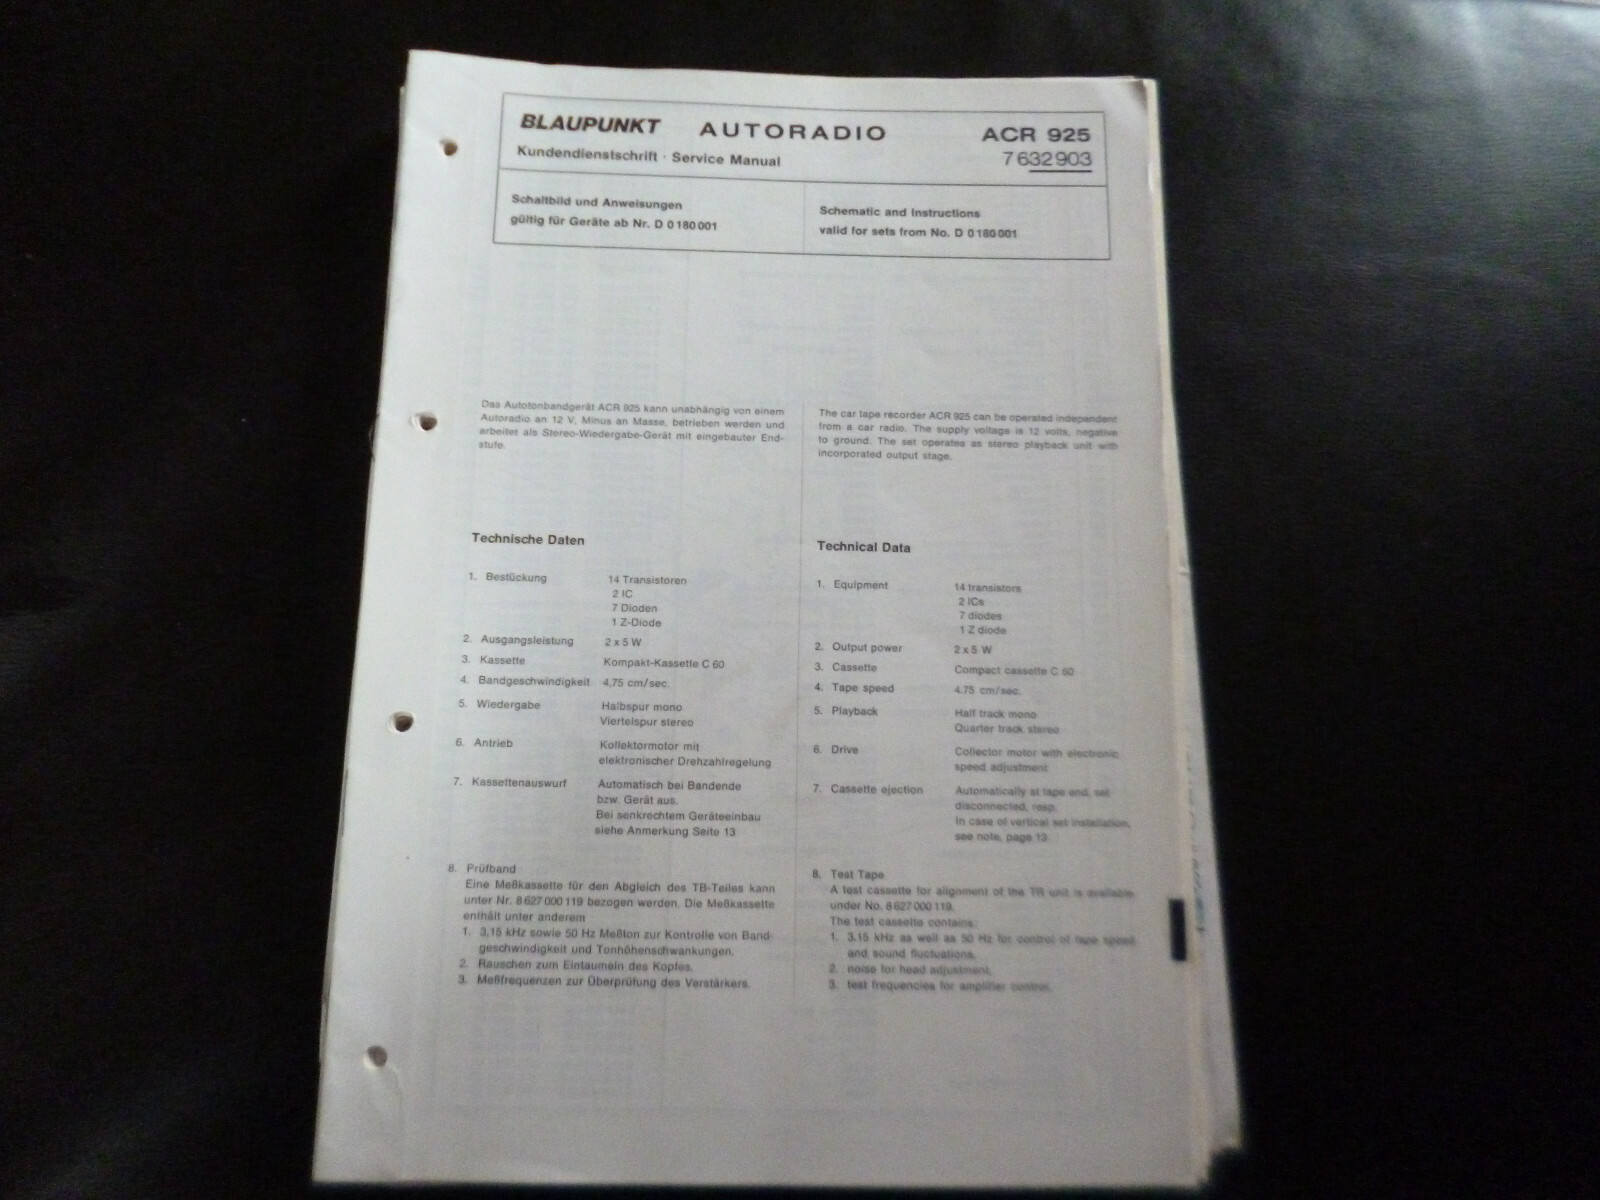 BLAUPUNKT AUTORADIO ACR 925
Kundendienstschrift · Service Manual 7 632 903
Schaltbild und Anweisungen
gültig für Geräte ab Nr. D 0 180 001
Schematic and Instructions
valid for sets from No. D 0 180 001
Das Autotonbandgerät ACR 925 kann unabhängig von einem
Autoradio an 12 V, Minus an Masse, betrieben werden und
arbeitet als Stereo-Wiedergabe-Gerät mit eingebauter End-
stufe.
The car tape recorder ACR 925 can be operated independent
from a car radio. The supply voltage is 12 volts, negative
to ground. The set operates as stereo playback unit with
incorporated output stage.
Technische Daten
1. Bestückung 14 Transistoren
2 IC
7 Dioden
1 Z-Diode
2. Ausgangsleistung 2 x 5 W
3. Kassette Kompakt-Kassette C 60
4. Bandgeschwindigkeit 4,75 cm/sec.
5. Wiedergabe Halbspur mono
Viertelspur stereo
6. Antrieb Kollektormotor mit
elektronischer Drehzahlregelung
7. Kassettenauswurf Automatisch bei Bandende
bzw. Gerät aus.
Bei senkrechtem Geräteeinbau
siehe Anmerkung Seite 13
8. Prüfband
Eine Meßkassette für den Abgleich des TB-Teiles kann
unter Nr. 8 627 000 119 bezogen werden. Die Meßkassette
enthält unter anderem
1. 3,15 kHz sowie 50 Hz Meßton zur Kontrolle von Band-
geschwindigkeit und Tonhöhenschwankungen.
2. Rauschen zum Eintaumeln des Kopfes.
3. Meßfrequenzen zur Überprüfung des Verstärkers.
Technical Data
1. Equipment 14 transistors
2 ICs
7 diodes
1 Z diode
2. Output power 2 x 5 W
3. Cassette Compact cassette C 60
4. Tape speed 4.75 cm/sec.
5. Playback Half track mono
Quarter track stereo
6. Drive Collector motor with electronic
speed adjustment
7. Cassette ejection Automatically at tape end, set
disconnected, resp.
In case of vertical set installation,
see note, page 13
8. Test Tape
A test cassette for alignment of the TR unit is available
under No. 8 627 000 119.
The test cassette contains:
1. 3.15 kHz as well as 50 Hz for control of tape speed
and sound fluctuations,
2. noise for head adjustment,
3. test frequencies for amplifier control.